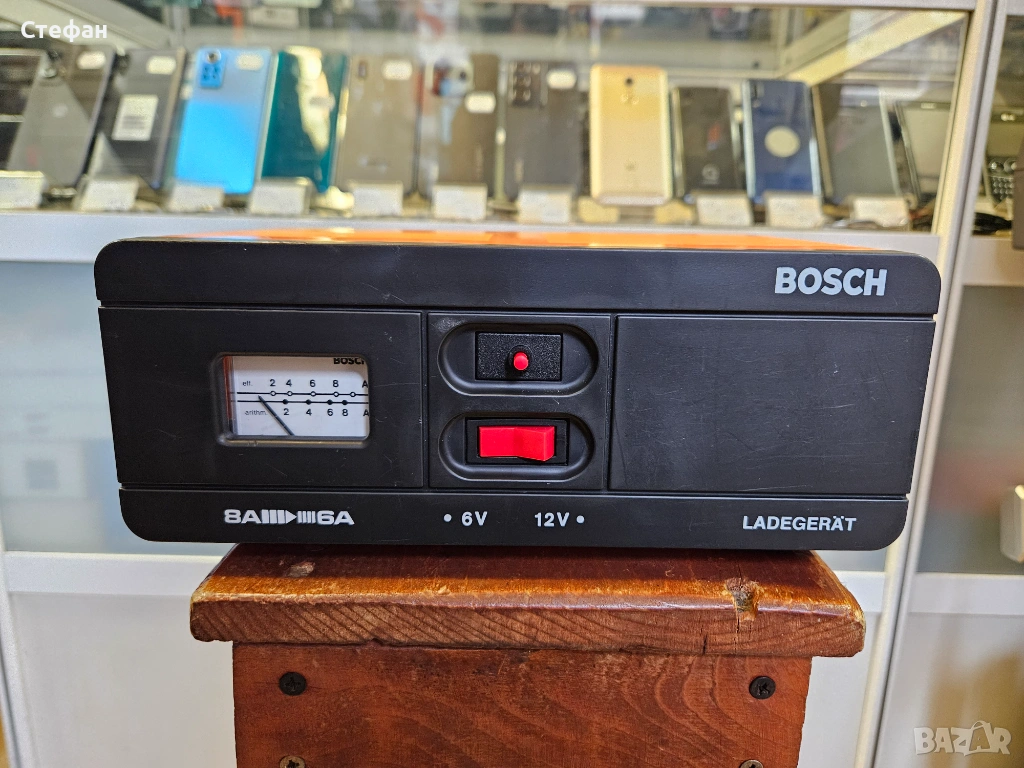 Стефан
BOSCH
BOSCH
eff. 2 4 6 8 A
arithm. 2 4 6 8 A
8A 6A
6V 12V
LADEGERÄT
BAZAR